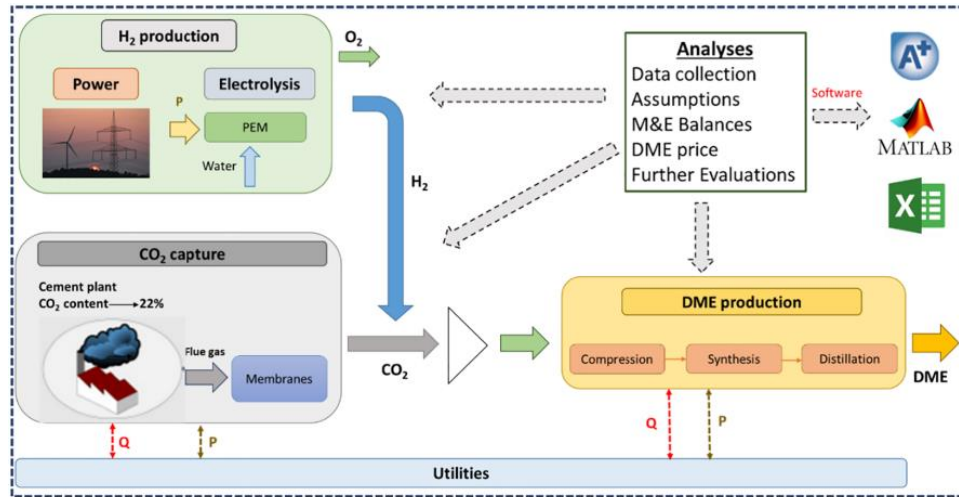 H₂ production
O₂
Power
Electrolysis
P
PEM
Water
H₂
Analyses
Data collection
Assumptions
M&E Balances
DME price
Further Evaluations
Software
A+
MATLAB
X
CO₂ capture
Cement plant
CO₂ content → 22%
Flue gas
Membranes
CO₂
DME production
Compression
Synthesis
Distillation
DME
Q
P
Q
P
Utilities